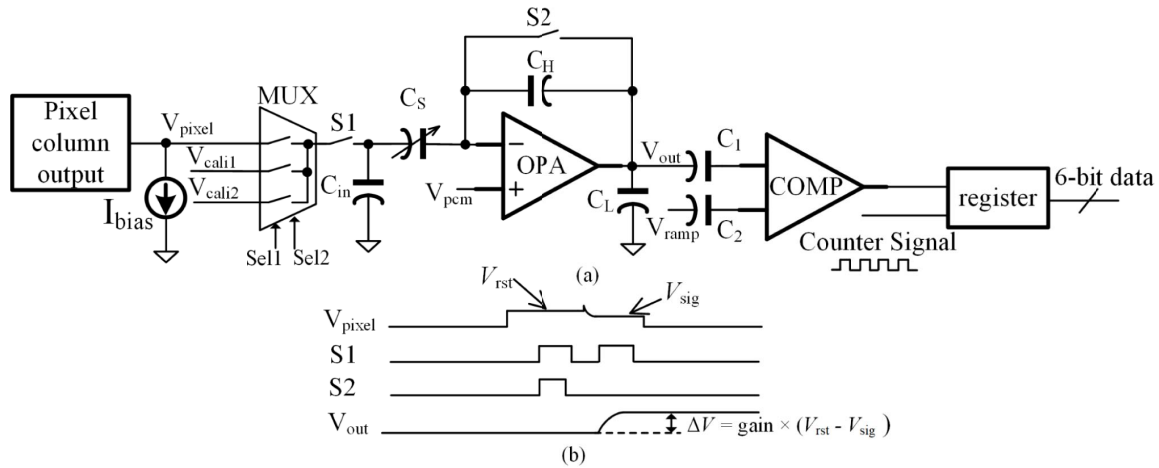 Pixel column output
V_pixel
V_cali1
V_cali2
I_bias
MUX
Sel1 Sel2
S1
C_in
C_S
S2
C_H
− + OPA
V_pcm
V_out
C_L
C_1
C_2
V_ramp
COMP
Counter Signal
register
6-bit data
(a)
V_rst
V_sig
V_pixel
S1
S2
V_out
ΔV = gain × (V_rst - V_sig )
(b)